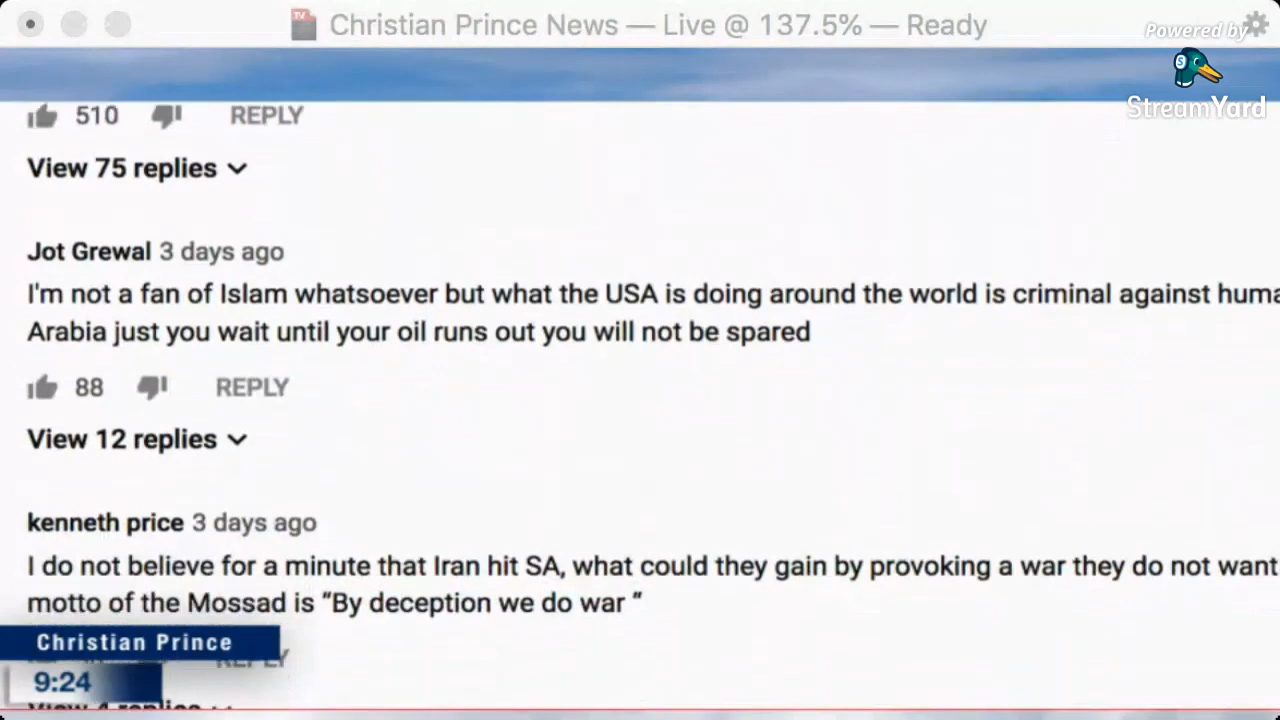 Christian Prince News — Live @ 137.5% — Ready
Powered by
StreamYard
510 REPLY
View 75 replies
Jot Grewal 3 days ago
I'm not a fan of Islam whatsoever but what the USA is doing around the world is criminal against huma
Arabia just you wait until your oil runs out you will not be spared
88 REPLY
View 12 replies
kenneth price 3 days ago
I do not believe for a minute that Iran hit SA, what could they gain by provoking a war they do not want
motto of the Mossad is “By deception we do war “
Christian Prince
REPLY
9:24
View 4 replies